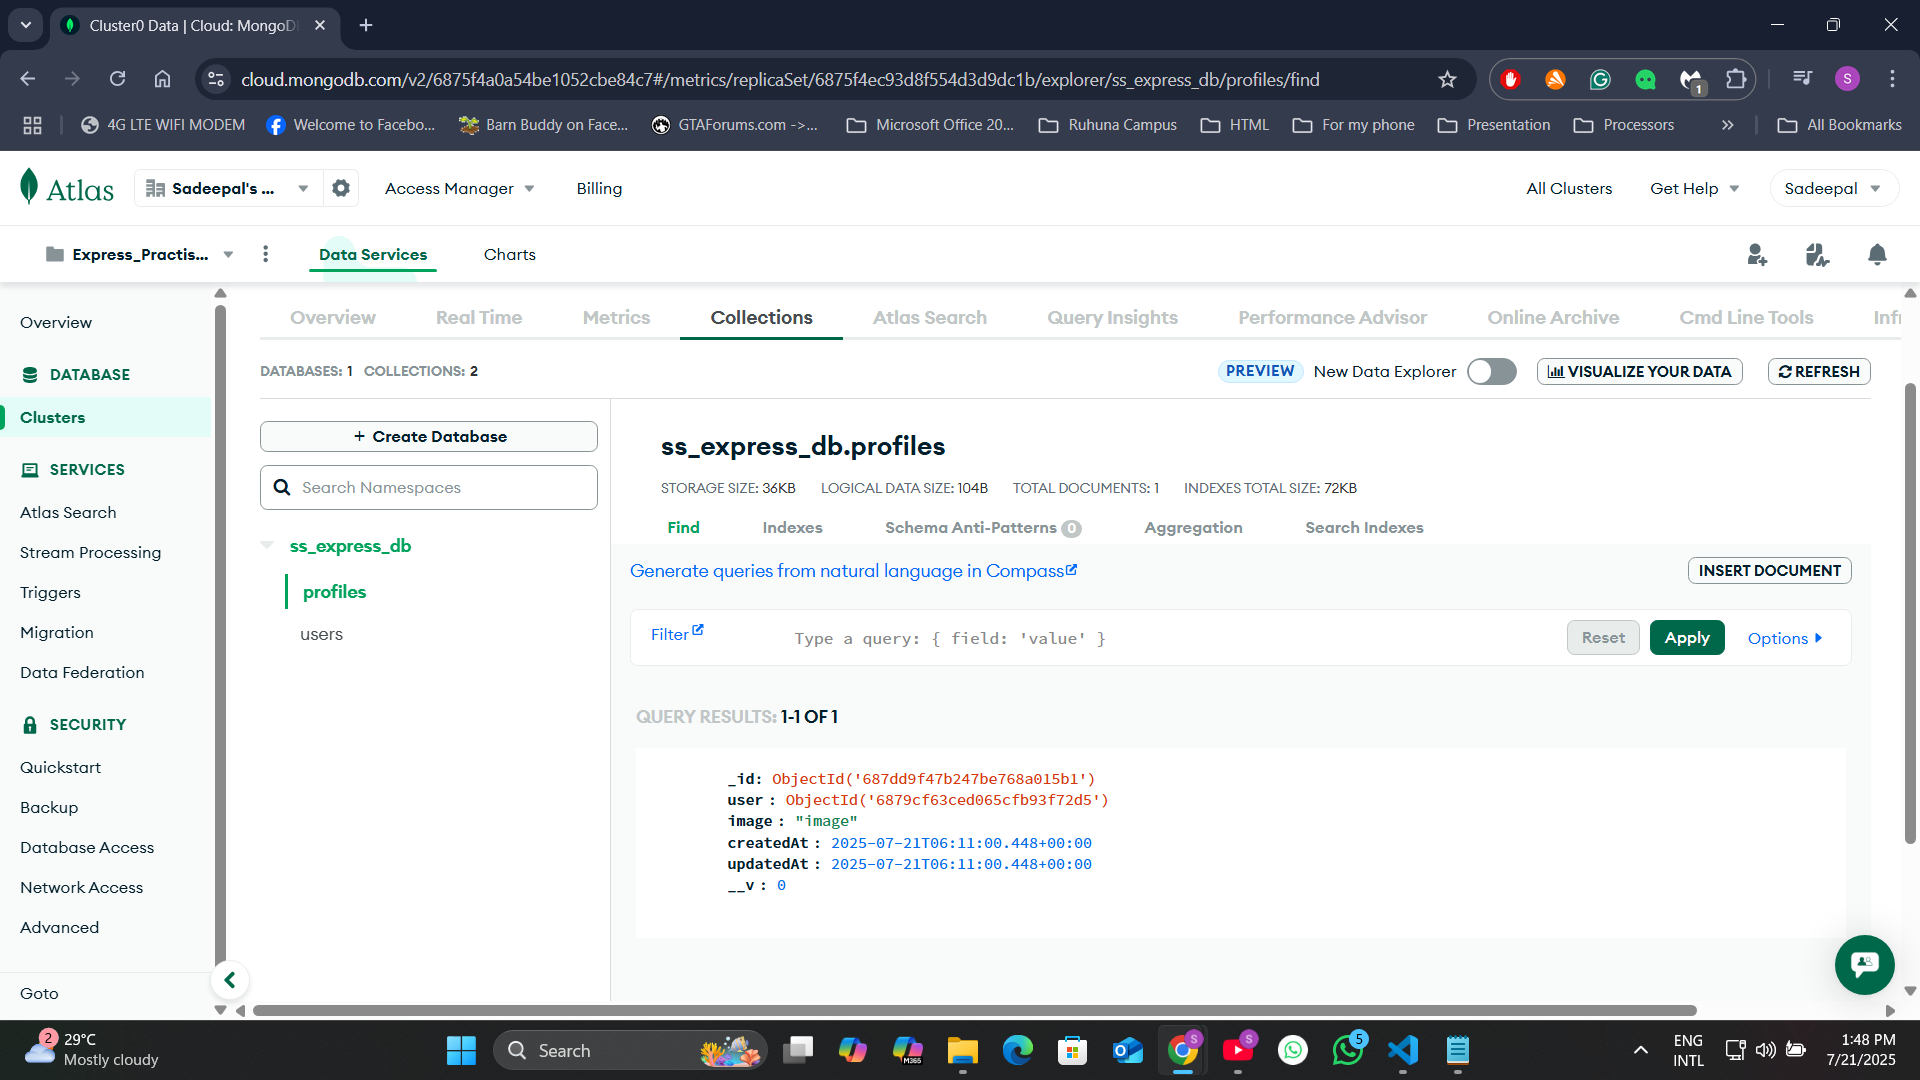 Cluster0 Data | Cloud: MongoD
cloud.mongodb.com/v2/6875f4a0a54be1052cbe84c7#/metrics/replicaSet/6875f4ec93d8f554d3d9dc1b/explorer/ss_express_db/profiles/find
1
S
4G LTE WIFI MODEM
Welcome to Facebo...
Barn Buddy on Face...
GTAForums.com ->...
Microsoft Office 20...
Ruhuna Campus
HTML
For my phone
Presentation
Processors
All Bookmarks
Atlas
Sadeepal's ...
Access Manager
Billing
All Clusters
Get Help
Sadeepal
Express_Practis...
Data Services
Charts
Overview
DATABASE
Clusters
SERVICES
Atlas Search
Stream Processing
Triggers
Migration
Data Federation
SECURITY
Quickstart
Backup
Database Access
Network Access
Advanced
Goto
Overview
Real Time
Metrics
Collections
Atlas Search
Query Insights
Performance Advisor
Online Archive
Cmd Line Tools
Infr
DATABASES: 1 COLLECTIONS: 2
PREVIEW New Data Explorer
VISUALIZE YOUR DATA
REFRESH
+ Create Database
Search Namespaces
ss_express_db
profiles
users
ss_express_db.profiles
STORAGE SIZE: 36KB LOGICAL DATA SIZE: 104B TOTAL DOCUMENTS: 1 INDEXES TOTAL SIZE: 72KB
Find
Indexes
Schema Anti-Patterns 0
Aggregation
Search Indexes
Generate queries from natural language in Compass
INSERT DOCUMENT
Filter
Type a query: { field: 'value' }
Reset
Apply
Options
QUERY RESULTS: 1-1 OF 1
_id: ObjectId('687dd9f47b247be768a015b1')
user : ObjectId('6879cf63ced065cfb93f72d5')
image : "image"
createdAt : 2025-07-21T06:11:00.448+00:00
updatedAt : 2025-07-21T06:11:00.448+00:00
__v : 0
2
29°C
Mostly cloudy
Search
M365
S
S
5
ENG
INTL
1:48 PM
7/21/2025